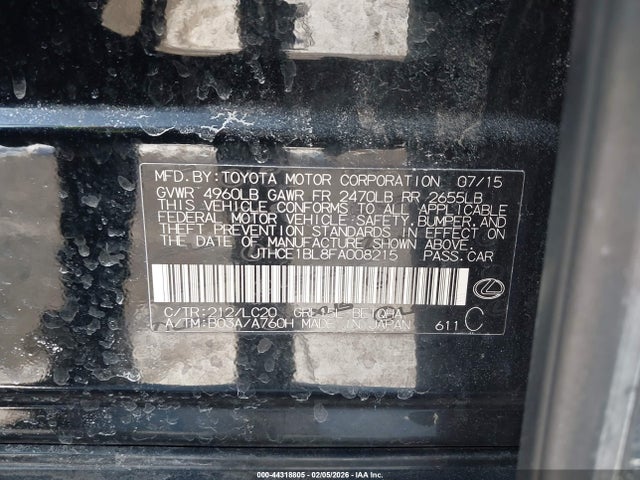 MFD.BY:TOYOTA MOTOR CORPORATION 07/15
GVWR 4960LB GAWR FR 2470LB RR 2655LB
THIS VEHICLE CONFORMS TO ALL APPLICABLE
FEDERAL MOTOR VEHICLE SAFETY, BUMPER, AND
THEFT PREVENTION STANDARDS IN EFFECT ON
THE DATE OF MANUFACTURE SHOWN ABOVE.
JTHCE1BL8FA008215 PASS.CAR
C/TR:212/LC20
A/TM:B03A/A760H MADE IN JAPAN 611 C
000-44318805 - 02/05/2026 - IAA Inc.